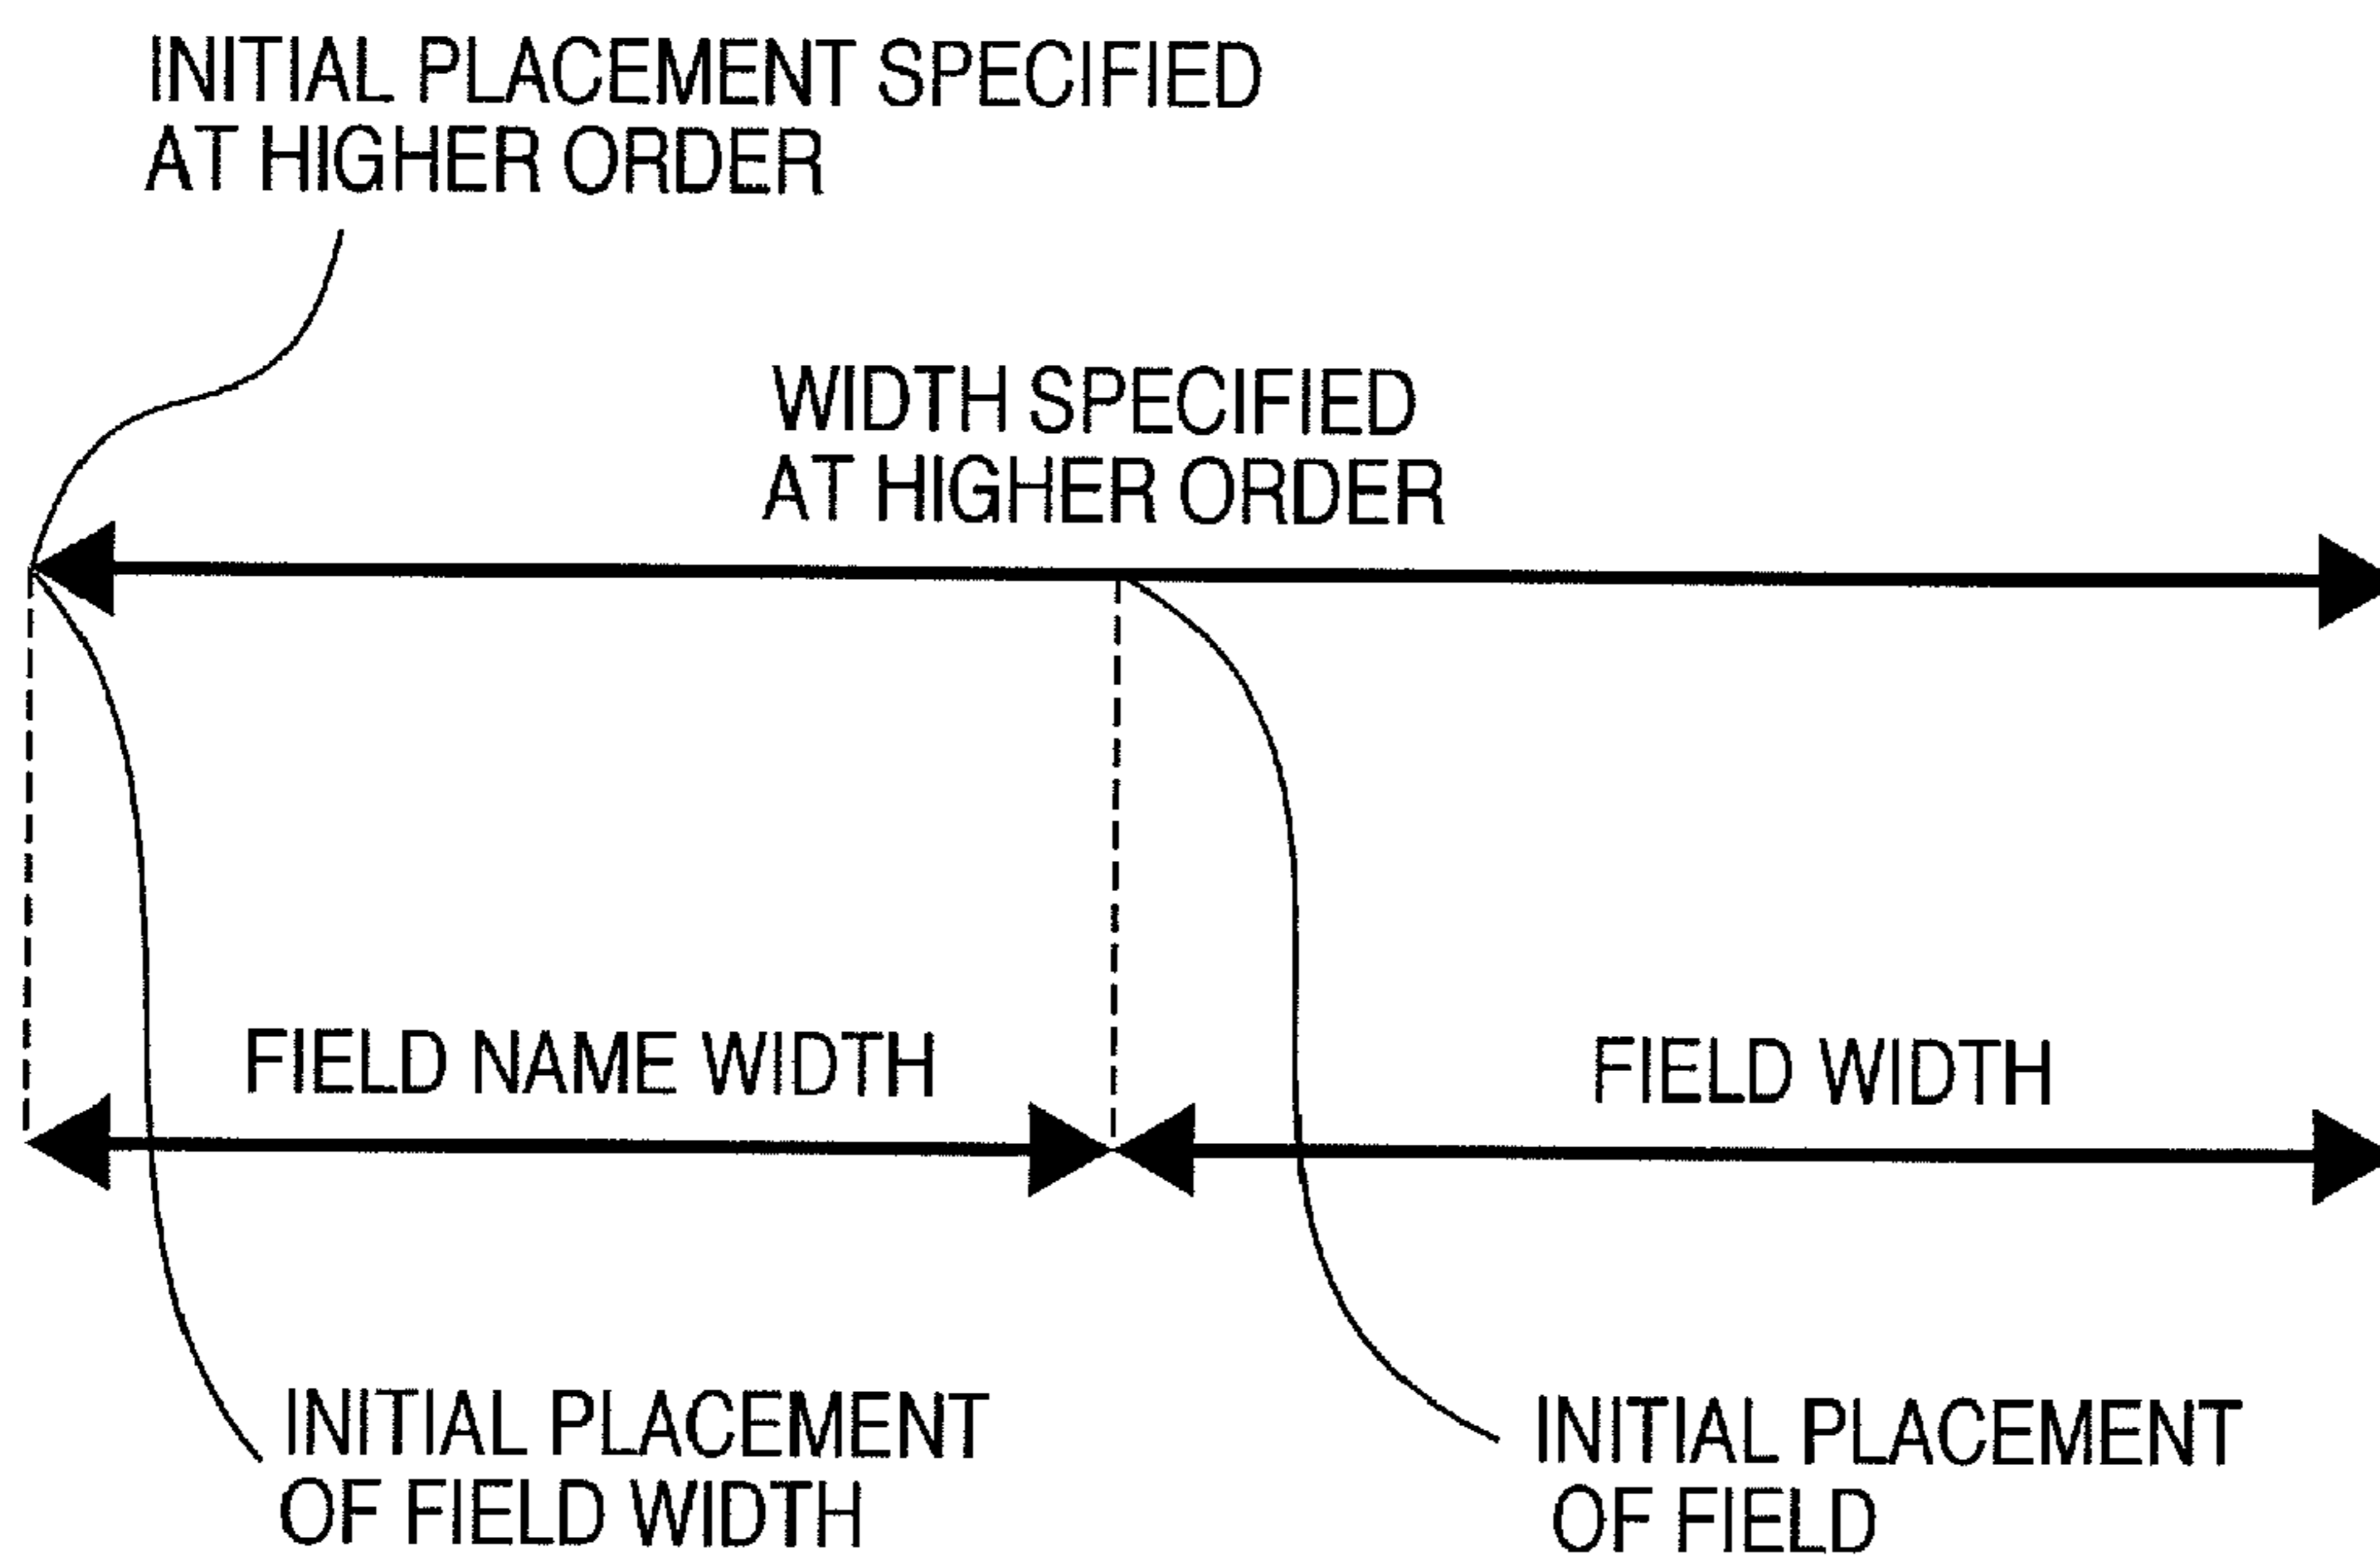 INITIAL PLACEMENT SPECIFIED
AT HIGHER ORDER
WIDTH SPECIFIED
AT HIGHER ORDER
FIELD NAME WIDTH
FIELD WIDTH
INITIAL PLACEMENT
OF FIELD WIDTH
INITIAL PLACEMENT
OF FIELD